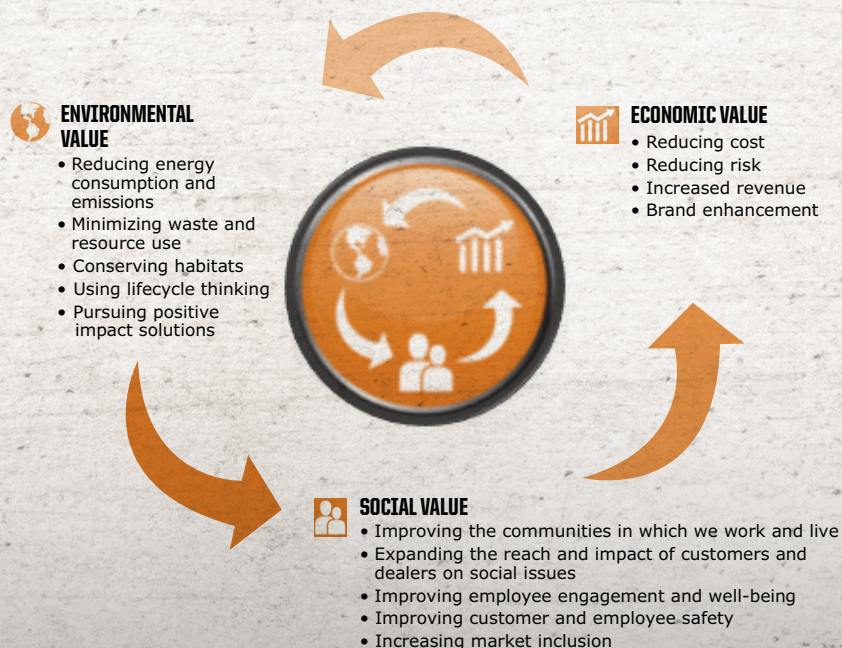 ENVIRONMENTAL
VALUE
• Reducing energy
consumption and
emissions
• Minimizing waste and
resource use
• Conserving habitats
• Using lifecycle thinking
• Pursuing positive
impact solutions
ECONOMIC VALUE
• Reducing cost
• Reducing risk
• Increased revenue
• Brand enhancement
SOCIAL VALUE
• Improving the communities in which we work and live
• Expanding the reach and impact of customers and
dealers on social issues
• Improving employee engagement and well-being
• Improving customer and employee safety
• Increasing market inclusion